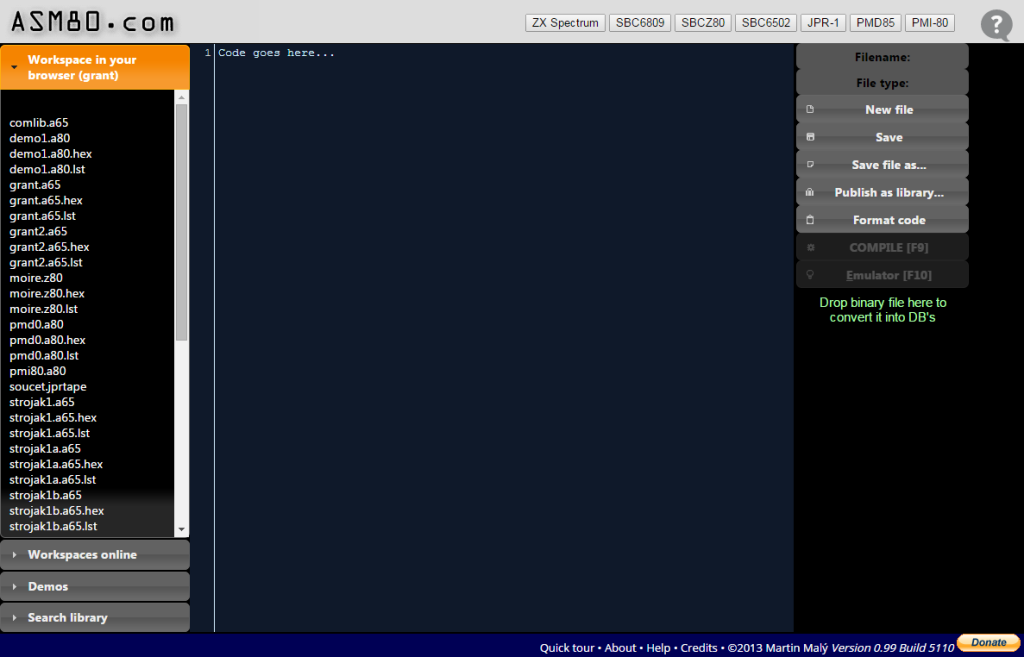 ASM80.com
ZX Spectrum SBC6809 SBCZ80 SBC6502 JPR-1 PMD85 PMI-80
?
Workspace in your
browser (grant)
comlib.a65
demo1.a80
demo1.a80.hex
demo1.a80.lst
grant.a65
grant.a65.hex
grant.a65.lst
grant2.a65
grant2.a65.hex
grant2.a65.lst
moire.z80
moire.z80.hex
moire.z80.lst
pmd0.a80
pmd0.a80.hex
pmd0.a80.lst
pmi80.a80
soucet.jprtape
strojak1.a65
strojak1.a65.hex
strojak1.a65.lst
strojak1a.a65
strojak1a.a65.hex
strojak1a.a65.lst
strojak1b.a65
strojak1b.a65.hex
strojak1b.a65.lst
Workspaces online
Demos
Search library
1 Code goes here...
Filename:
File type:
New file
Save
Save file as...
Publish as library...
Format code
COMPILE [F9]
Emulator [F10]
Drop binary file here to
convert it into DB's
Quick tour • About • Help • Credits • ©2013 Martin Malý Version 0.99 Build 5110
Donate